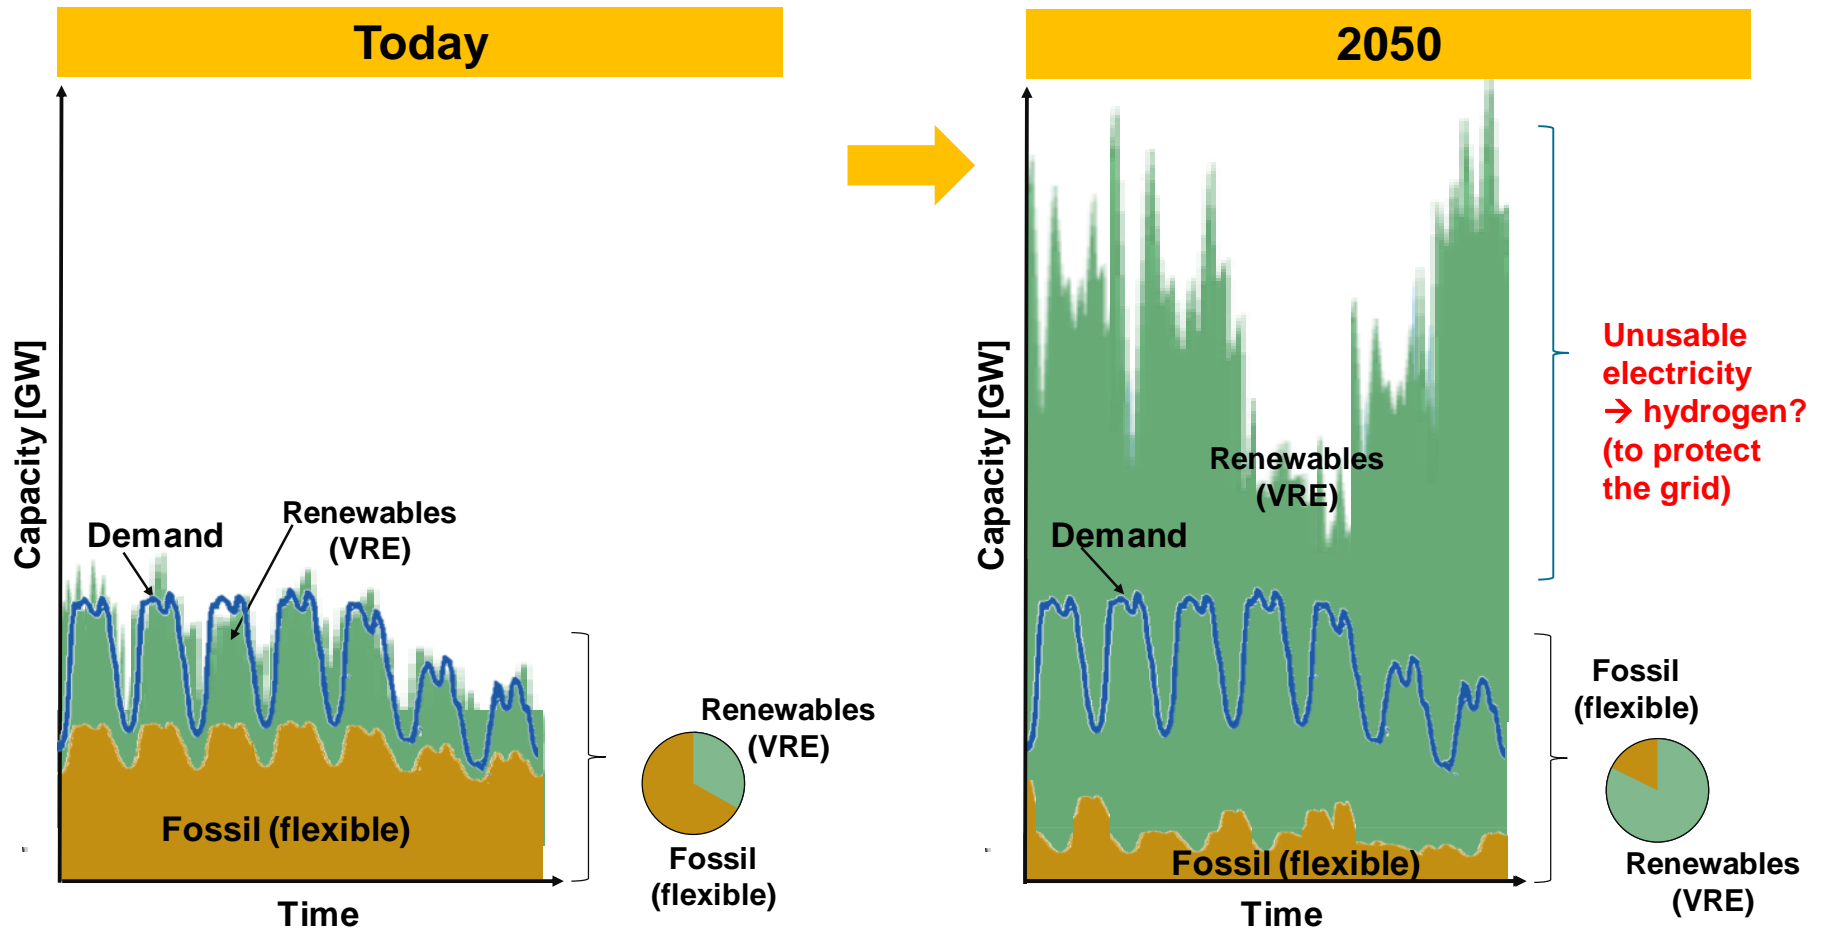 Today
Capacity [GW]
Demand
Renewables
(VRE)
Fossil (flexible)
Time
Renewables
(VRE)
Fossil
(flexible)
2050
Capacity [GW]
Renewables
(VRE)
Demand
Fossil (flexible)
Time
Unusable
electricity
→ hydrogen?
(to protect
the grid)
Fossil
(flexible)
Renewables
(VRE)